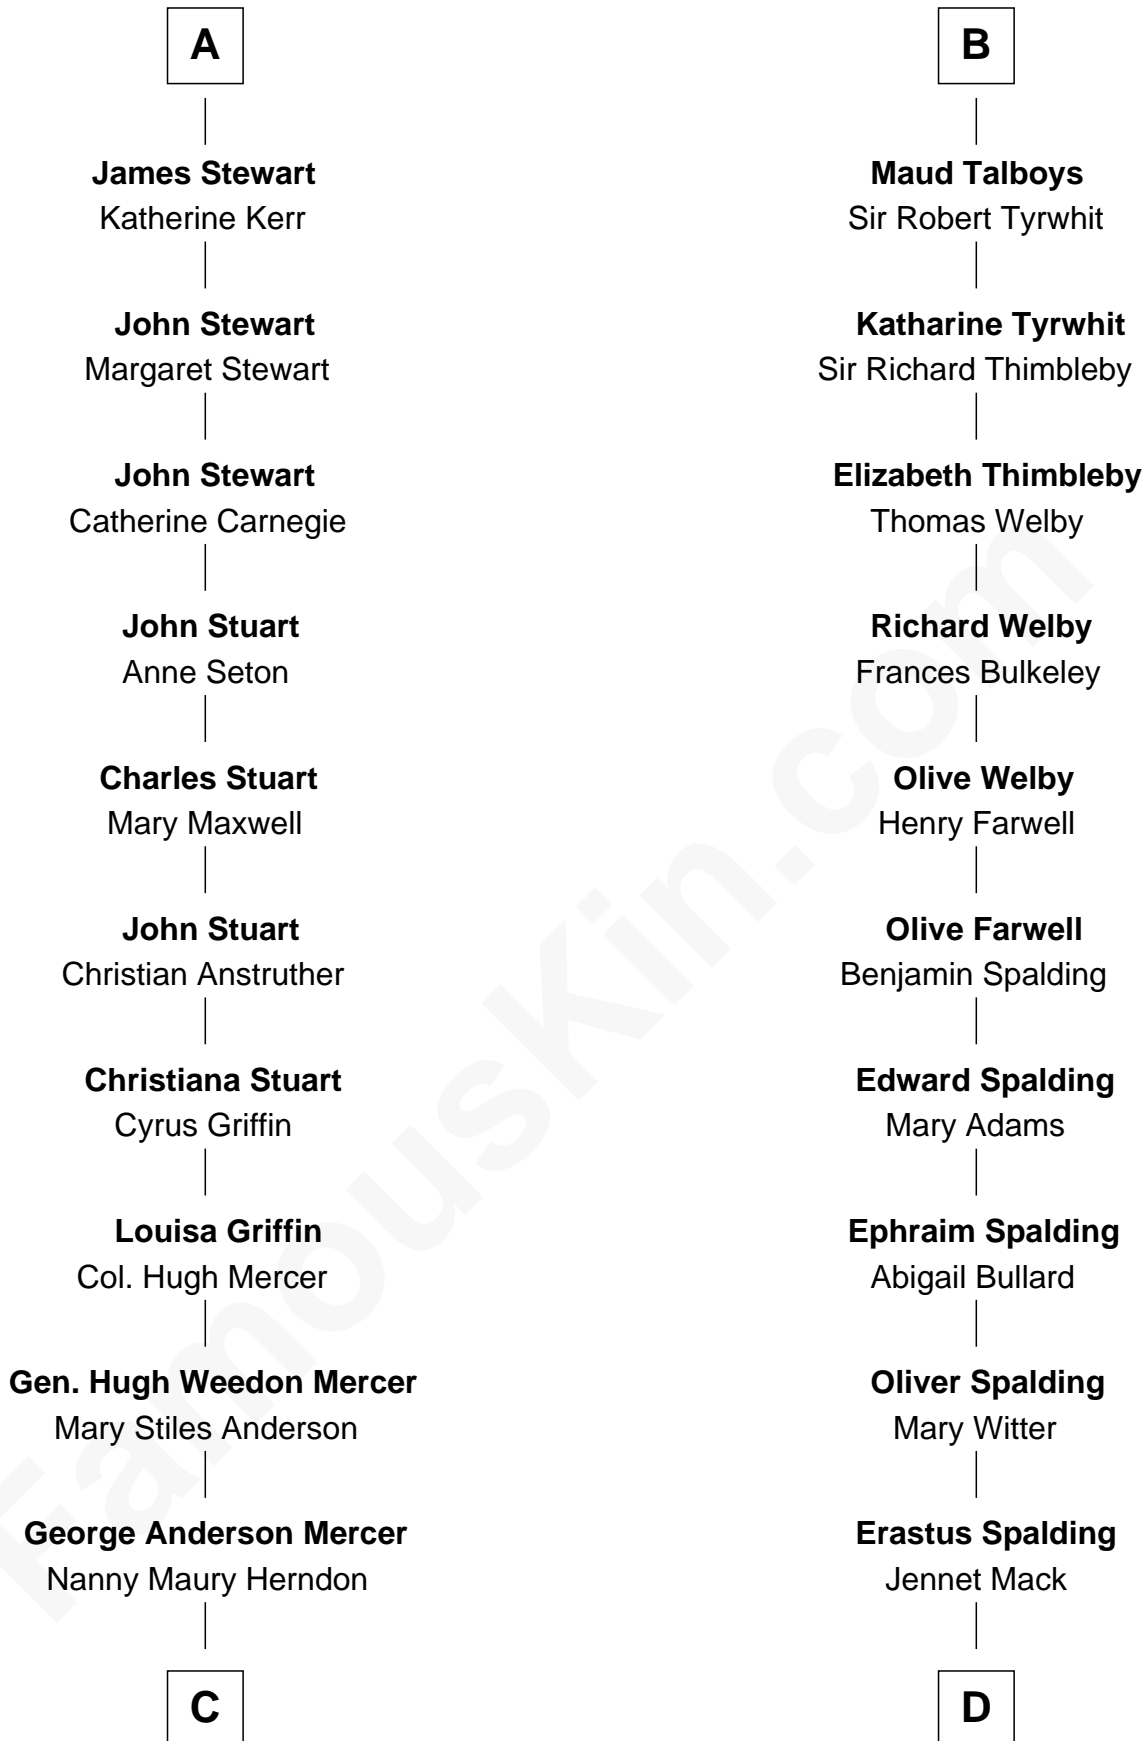 A
James Stewart
Katherine Kerr
John Stewart
Margaret Stewart
John Stewart
Catherine Carnegie
John Stuart
Anne Seton
Charles Stuart
Mary Maxwell
John Stuart
Christian Anstruther
Christiana Stuart
Cyrus Griffin
Louisa Griffin
Col. Hugh Mercer
Gen. Hugh Weedon Mercer
Mary Stiles Anderson
George Anderson Mercer
Nanny Maury Herndon
C
B
Maud Talboys
Sir Robert Tyrwhit
Katharine Tyrwhit
Sir Richard Thimbleby
Elizabeth Thimbleby
Thomas Welby
Richard Welby
Frances Bulkeley
Olive Welby
Henry Farwell
Olive Farwell
Benjamin Spalding
Edward Spalding
Mary Adams
Ephraim Spalding
Abigail Bullard
Oliver Spalding
Mary Witter
Erastus Spalding
Jennet Mack
D
FamousKin.com